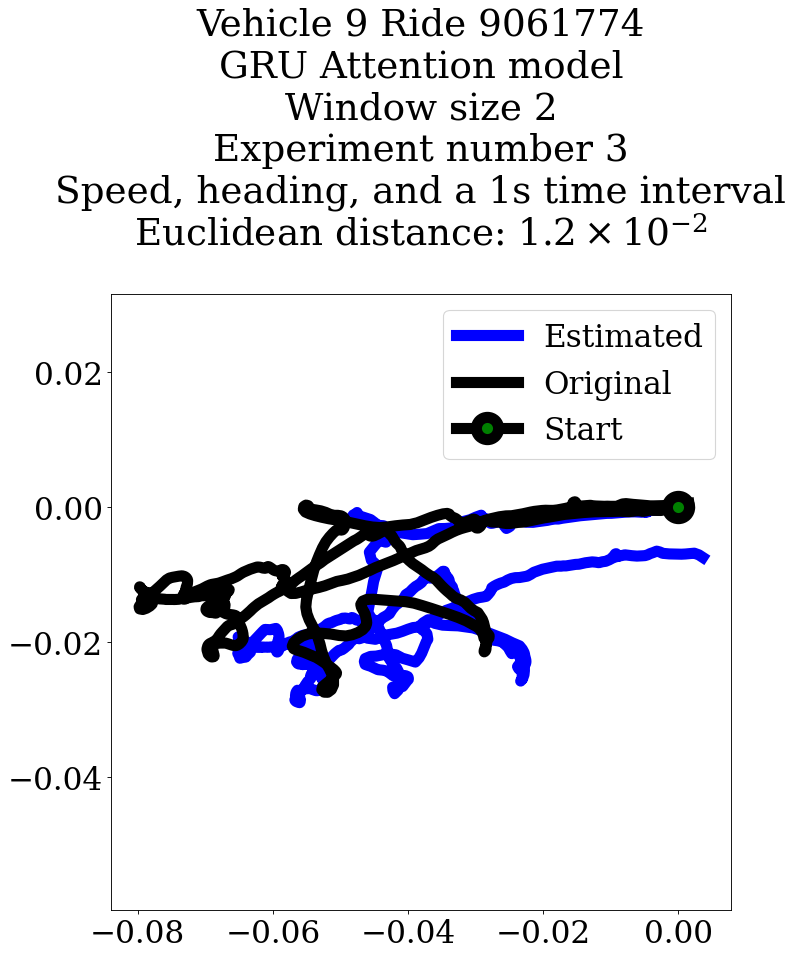 Vehicle 9 Ride 9061774
GRU Attention model
Window size 2
Experiment number 3
Speed, heading, and a 1s time interval
Euclidean distance: 1.2 × 10⁻²
Estimated
Original
Start
0.02
0.00
−0.02
−0.04
−0.08 −0.06 −0.04 −0.02 0.00